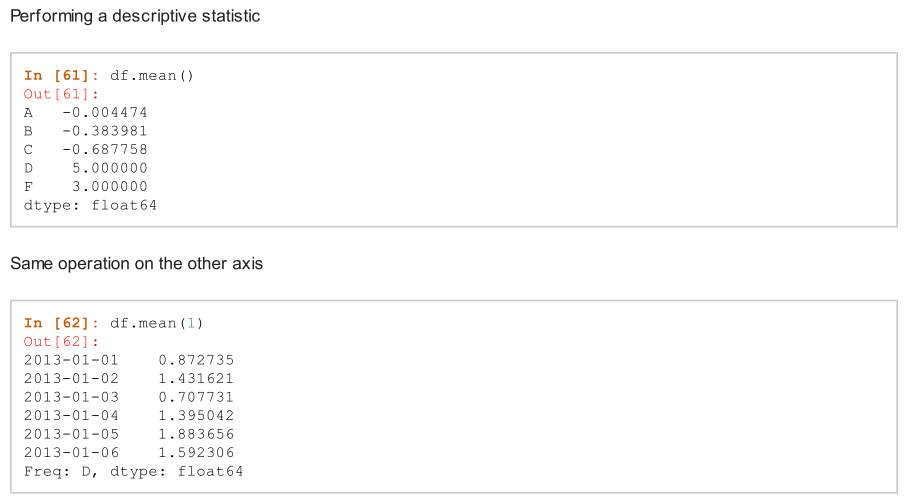 Performing a descriptive statistic
In [61]: df.mean()
Out[61]:
A   -0.004474
B   -0.383981
C   -0.687758
D    5.000000
F    3.000000
dtype: float64
Same operation on the other axis
In [62]: df.mean(1)
Out[62]:
2013-01-01    0.872735
2013-01-02    1.431621
2013-01-03    0.707731
2013-01-04    1.395042
2013-01-05    1.883656
2013-01-06    1.592306
Freq: D, dtype: float64